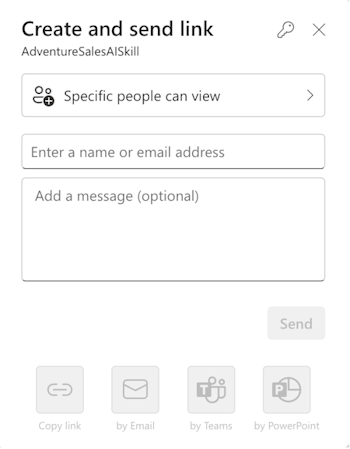 Create and send link
AdventureSalesAISkill
Specific people can view
Enter a name or email address
Add a message (optional)
Send
Copy link
by Email
by Teams
by PowerPoint